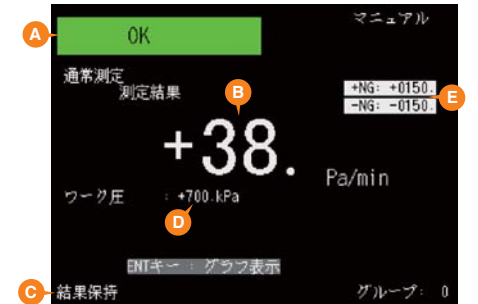 マニュアル
A OK
通常測定
測定結果
B
+NG: +0150.
-NG: -0150.
E
+38. Pa/min
ワーク圧 : +700.kPa
D
ENTキー : グラフ表示
C 結果保持 グループ: 0